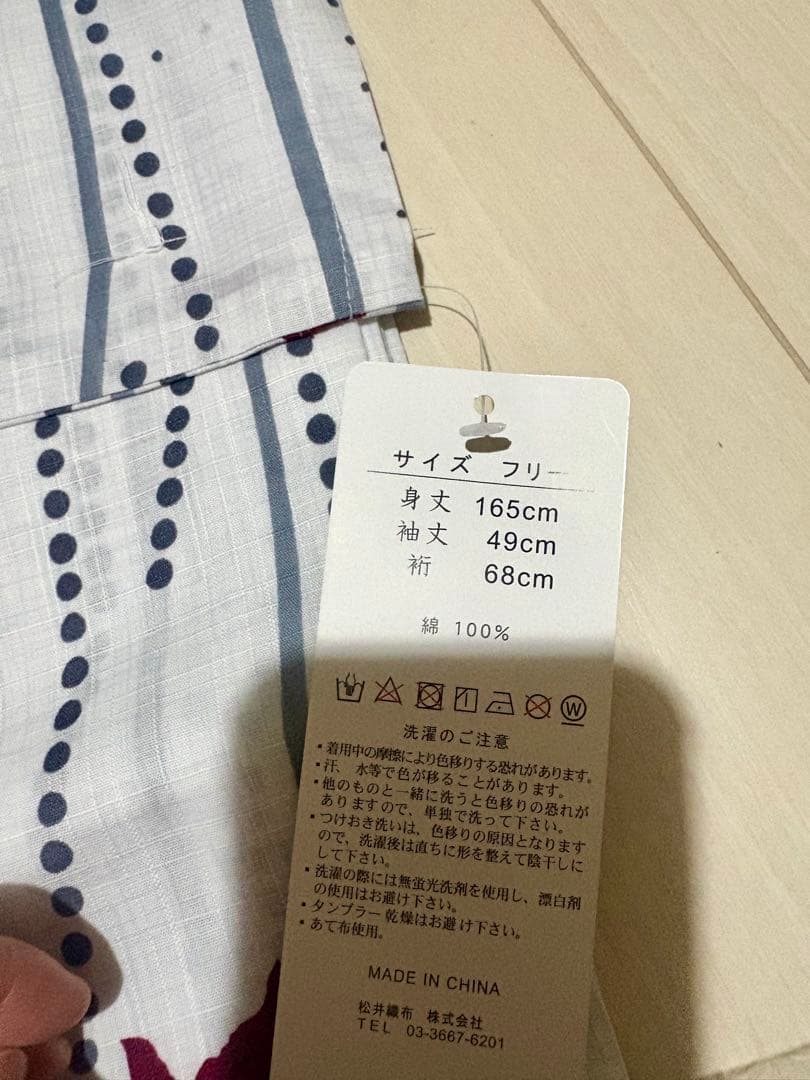 サイズ フリー
身丈 165cm
袖丈 49cm
裄 68cm
綿 100%
W
洗濯のご注意
・着用中の摩擦により色移りする恐れがあります。
・汗、水等で色が移ることがあります。
・他のものと一緒に洗うと色移りの恐れが
ありますので、単独で洗って下さい。
・つけおき洗いは、色移りの原因となります
ので、洗濯後は直ちに形を整えて陰干しに
して下さい。
・洗濯の際には無蛍光洗剤を使用し、漂白剤
の使用はお避け下さい。
・タンブラー乾燥はお避け下さい。
・あて布使用。
MADE IN CHINA
松井織布 株式会社
TEL 03-3667-6201